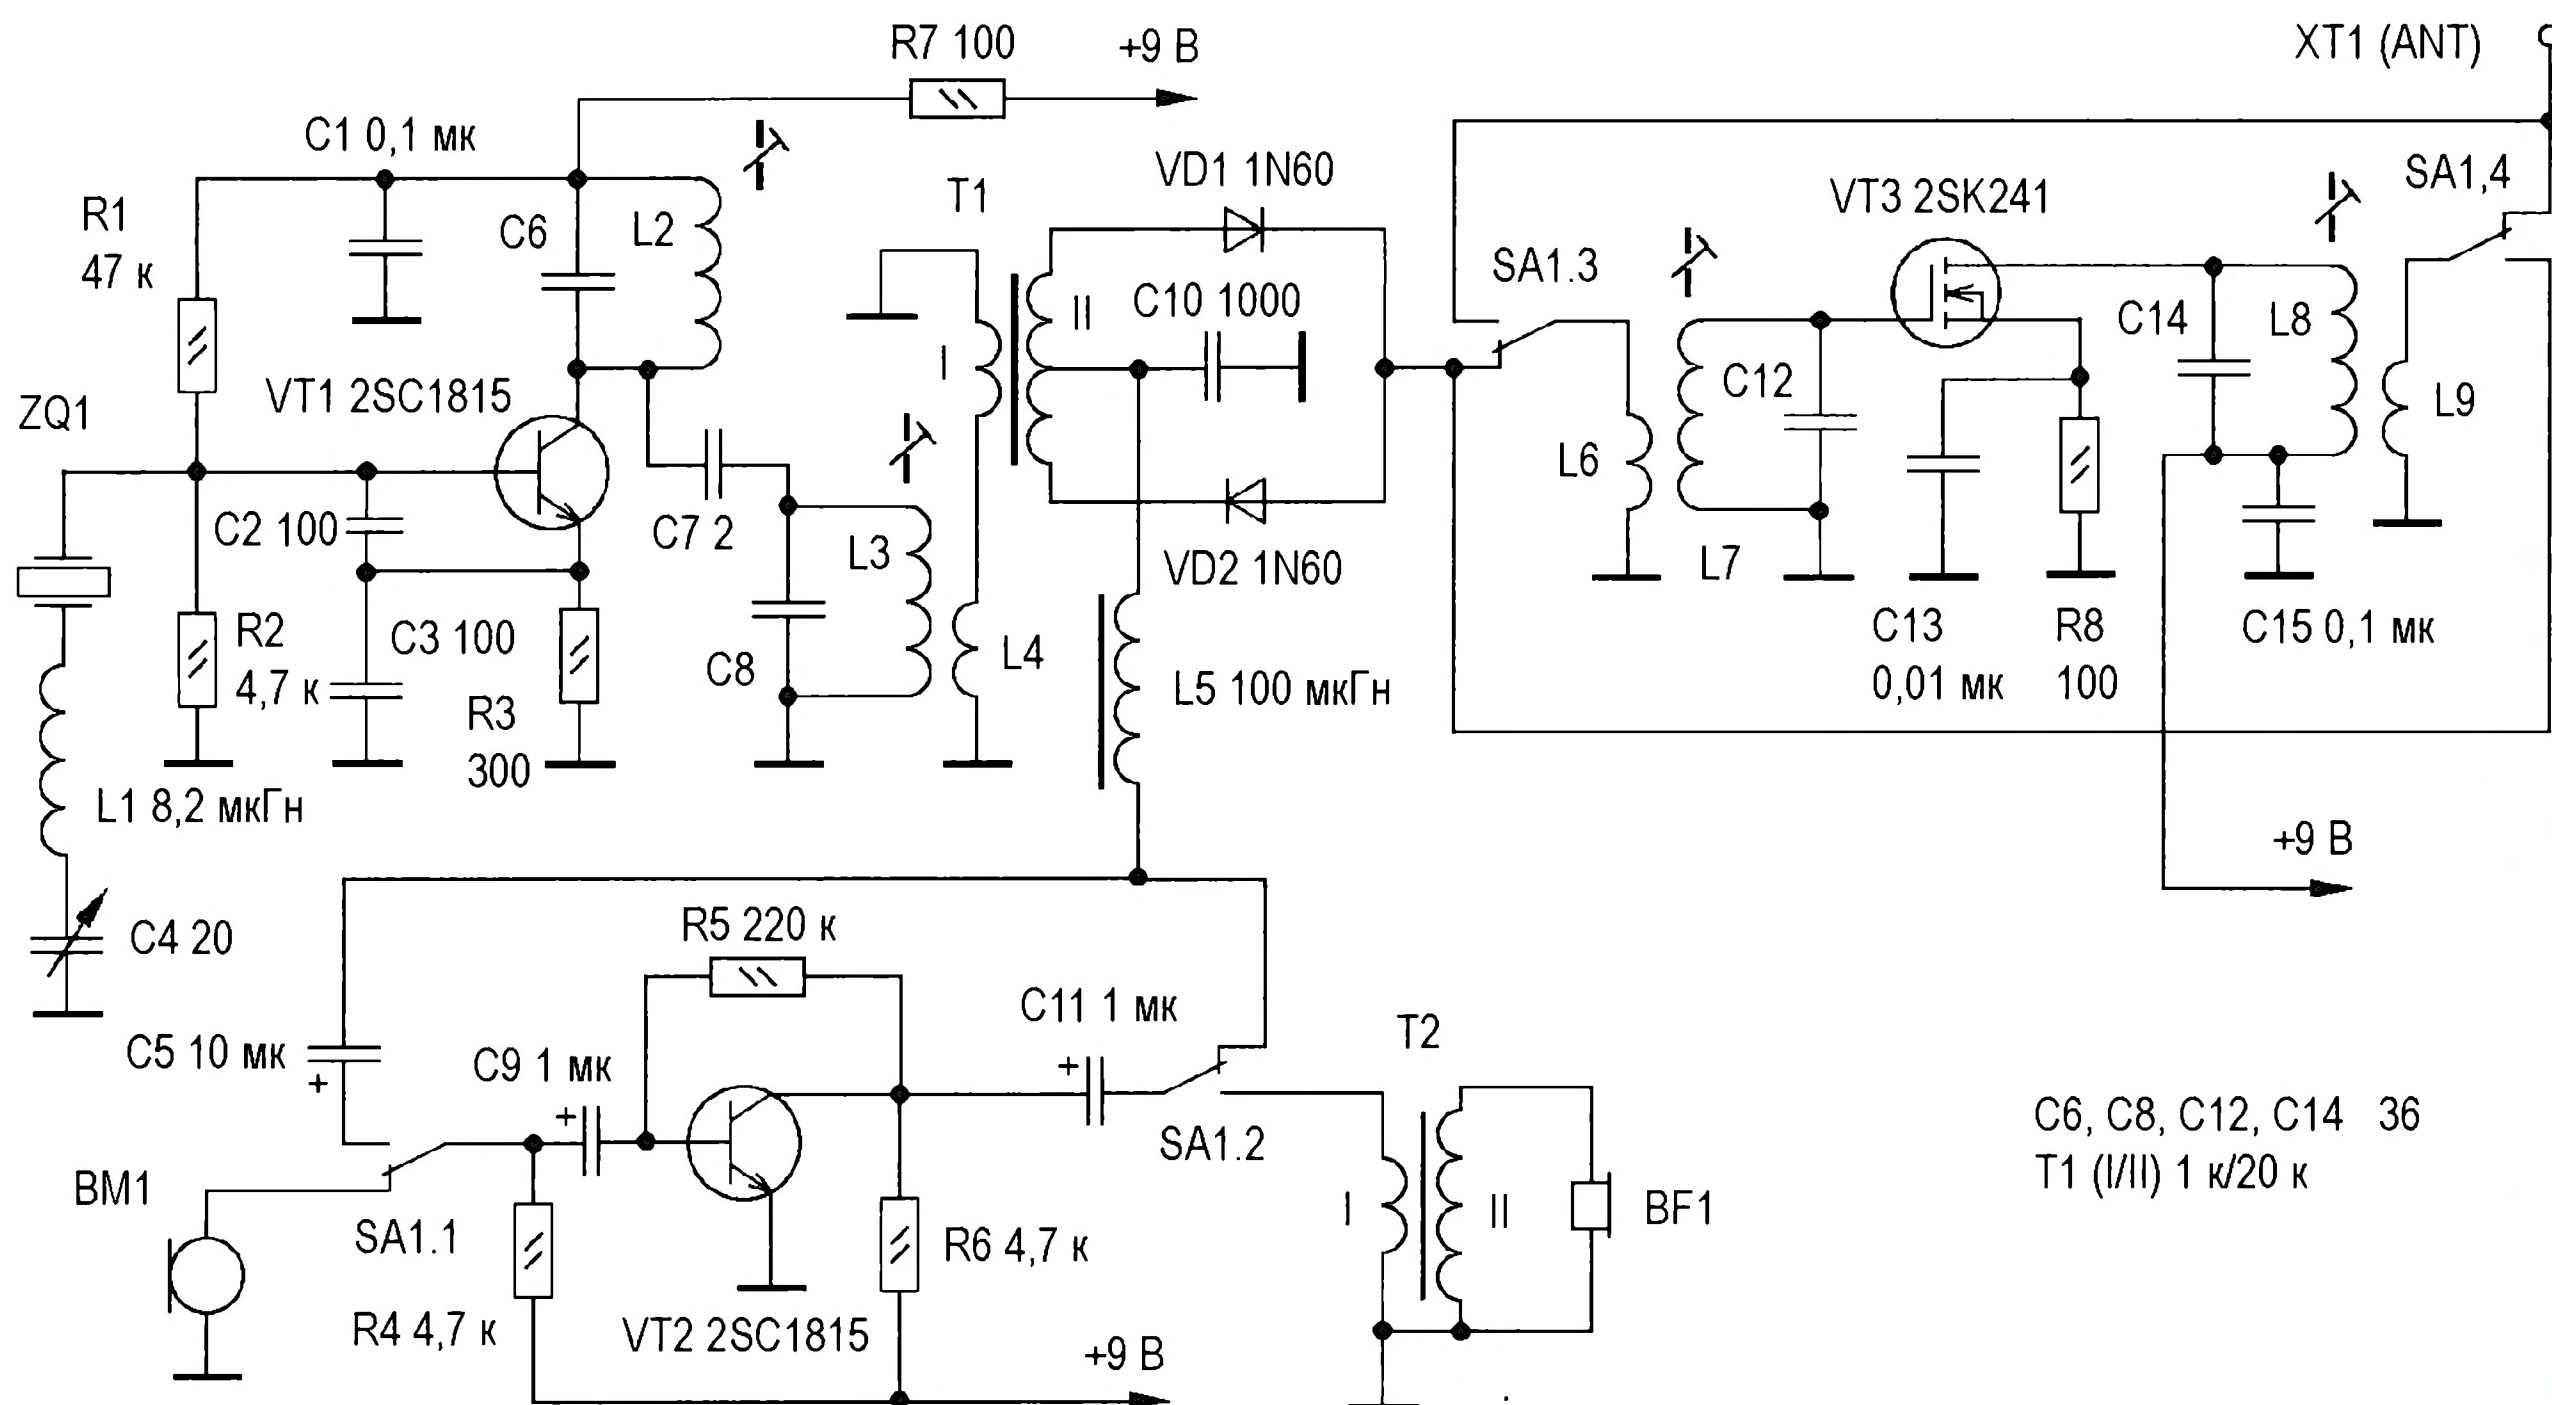 R7 100
+9 В
XT1 (ANT)
C1 0,1 мк
VD1 1N60
SA1,4
T1
VT3 2SK241
R1
47 к
C6
L2
SA1.3
II
C10 1000
C14
L8
I
C12
VT1 2SC1815
ZQ1
L9
L6
C2 100
C7 2
L3
VD2 1N60
L7
R2
4,7 к
C3 100
C8
L4
C13
0,01 мк
R8
100
C15 0,1 мк
L5 100 мкГн
R3
300
L1 8,2 мкГн
+9 В
C4 20
R5 220 к
C11 1 мк
T2
C5 10 мк
+
C9 1 мк
+
+
SA1.2
C6, C8, C12, C14 36
T1 (I/II) 1 к/20 к
BM1
I
II
BF1
SA1.1
R6 4,7 к
R4 4,7 к
VT2 2SC1815
+9 В